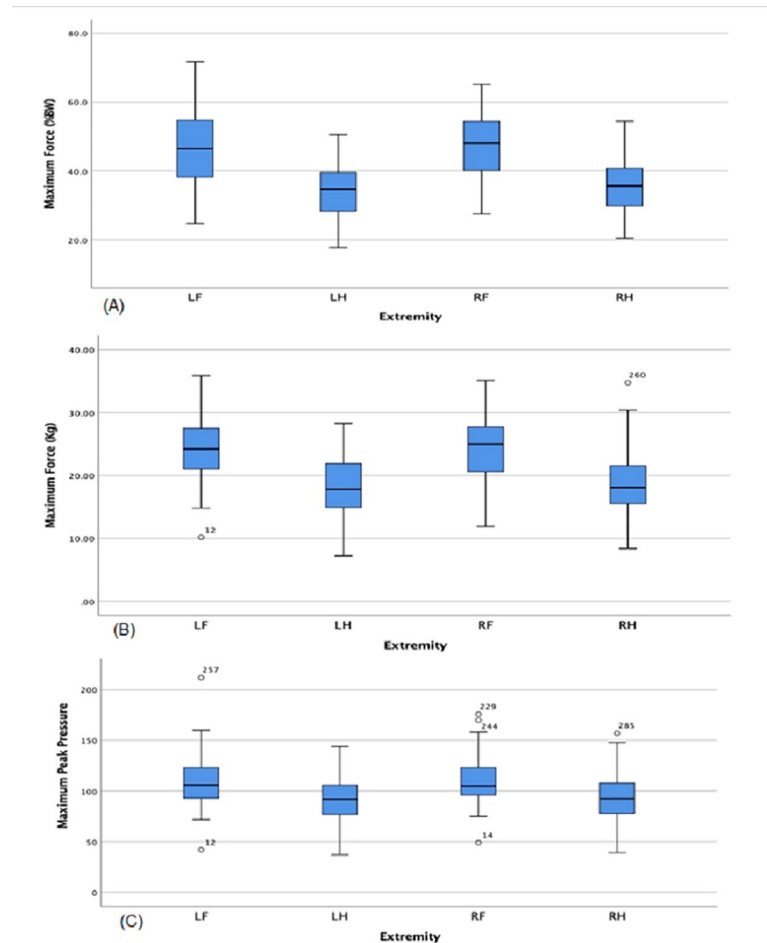 80.0
60.0
40.0
20.0
Maximum Force (%BW)
LF LH RF RH
(A)
Extremity
40.00
30.00
20.00
10.00
.00
Maximum Force (Kg)
260
12
LF LH RF RH
(B)
Extremity
200
150
100
50
0
Maximum Peak Pressure
257
229
244
285
12
14
LF LH RF RH
(C)
Extremity